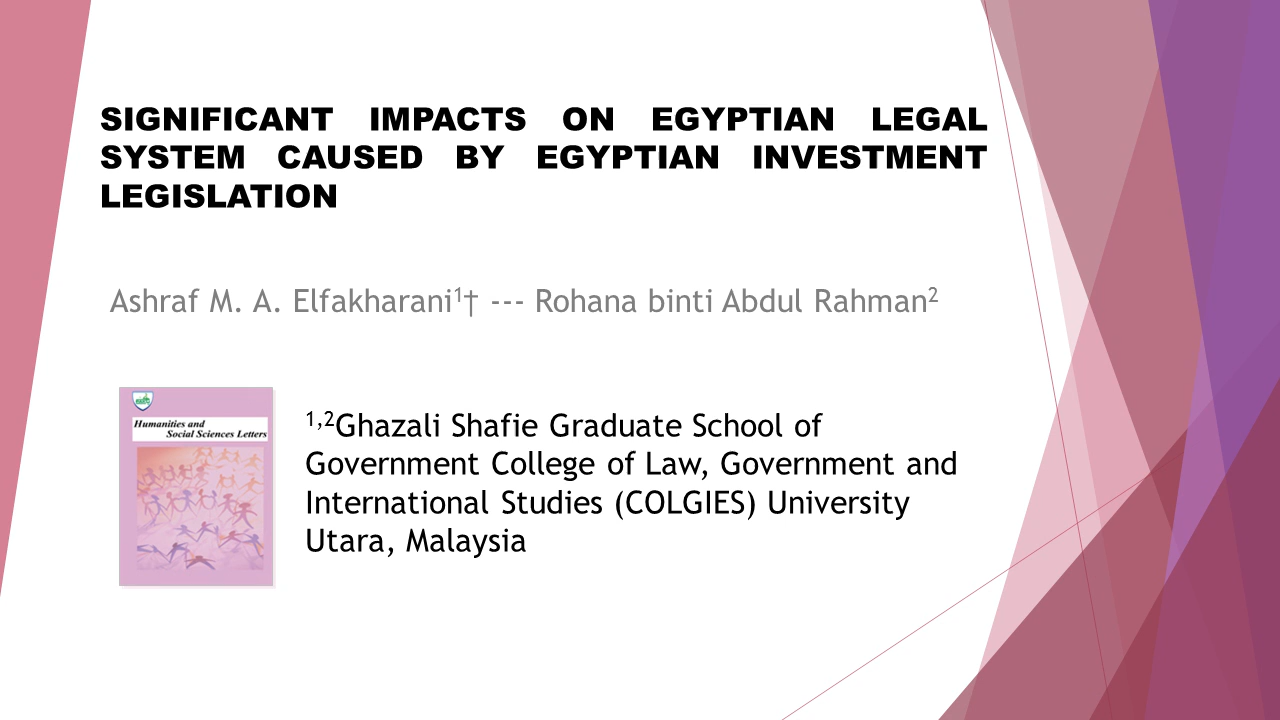 SIGNIFICANT IMPACTS ON EGYPTIAN LEGAL
SYSTEM CAUSED BY EGYPTIAN INVESTMENT
LEGISLATION
Ashraf M. A. Elfakharani¹† --- Rohana binti Abdul Rahman²
Humanities and
Social Sciences Letters
¹,²Ghazali Shafie Graduate School of
Government College of Law, Government and
International Studies (COLGIES) University
Utara, Malaysia